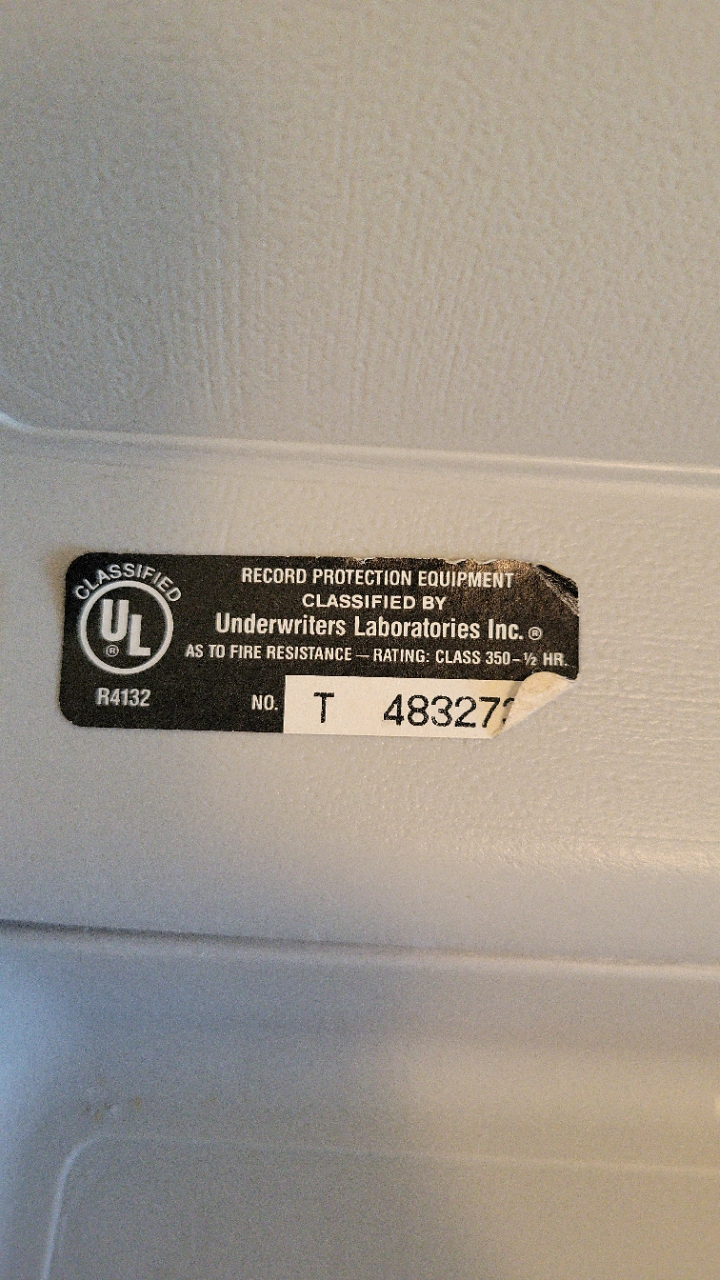 CLASSIFIED
UL ®
R4132
RECORD PROTECTION EQUIPMENT
CLASSIFIED BY
Underwriters Laboratories Inc. ®
AS TO FIRE RESISTANCE — RATING: CLASS 350–½ HR.
NO. T